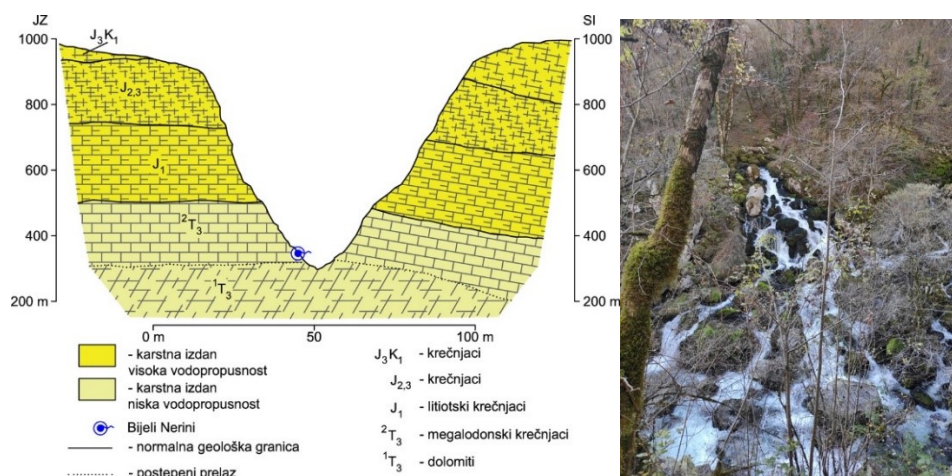 JZ
SI
1000
800
600
400
200 m
1000
800
600
400
200 m
J₃K₁
J₂,₃
J₁
²T₃
¹T₃
0 m
50
100 m
- karstna izdan
visoka vodopropusnost
- karstna izdan
niska vodopropusnost
Bijeli Nerini
- normalna geološka granica
- postepeni prelaz
J₃K₁ - krečnjaci
J₂,₃ - krečnjaci
J₁ - litiotski krečnjaci
²T₃ - megalodonski krečnjaci
¹T₃ - dolomiti